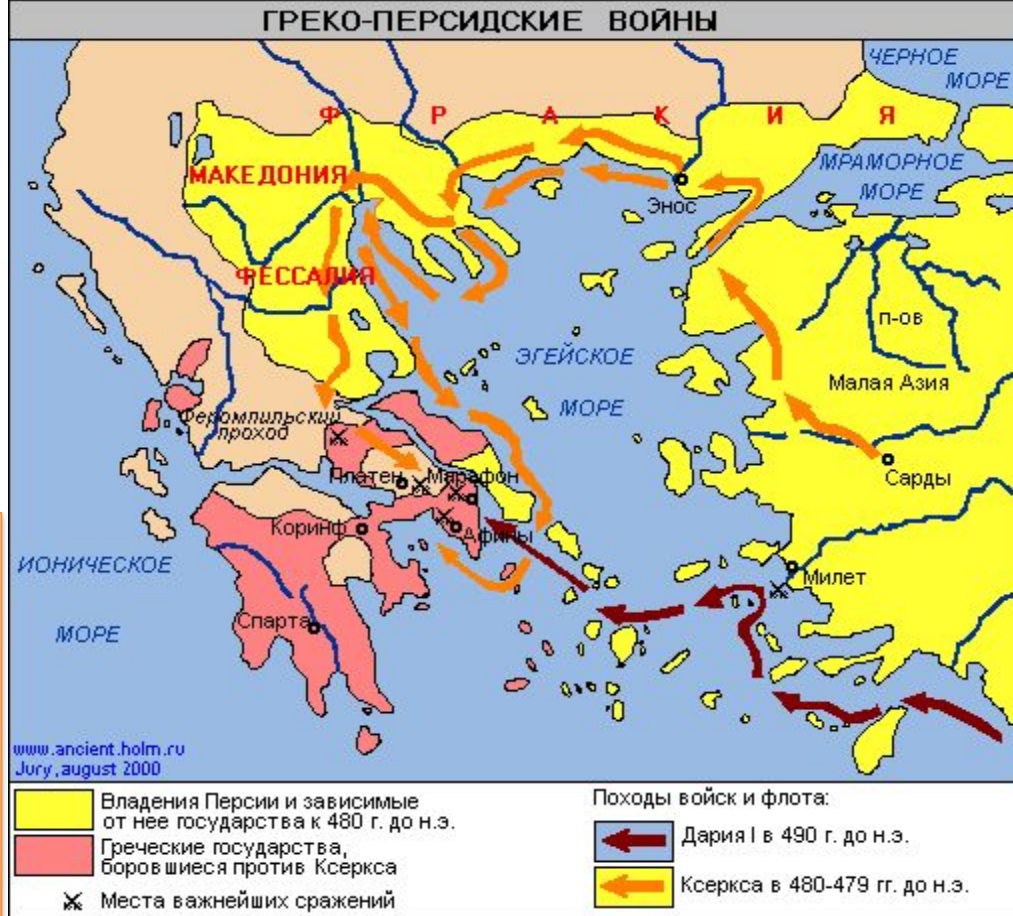 ГРЕКО-ПЕРСИДСКИЕ ВОЙНЫ
ЧЕРНОЕ
МОРЕ
Ф Р А К И Я
МРАМОРНОЕ
МОРЕ
МАКЕДОНИЯ
Энос
ФЕССАЛИЯ
п-ов
Малая Азия
ЭГЕЙСКОЕ
МОРЕ
Феромпильский
проход
Сарды
Платеи
Марафон
Коринф
Афины
ИОНИЧЕСКОЕ
МОРЕ
Милет
Спарта
www.ancient.holm.ru
Jury,august 2000
Владения Персии и зависимые
от нее государства к 480 г. до н.э.
Греческие государства,
боровшиеся против Ксеркса
Места важнейших сражений
Походы войск и флота:
Дария I в 490 г. до н.э.
Ксеркса в 480-479 гг. до н.э.